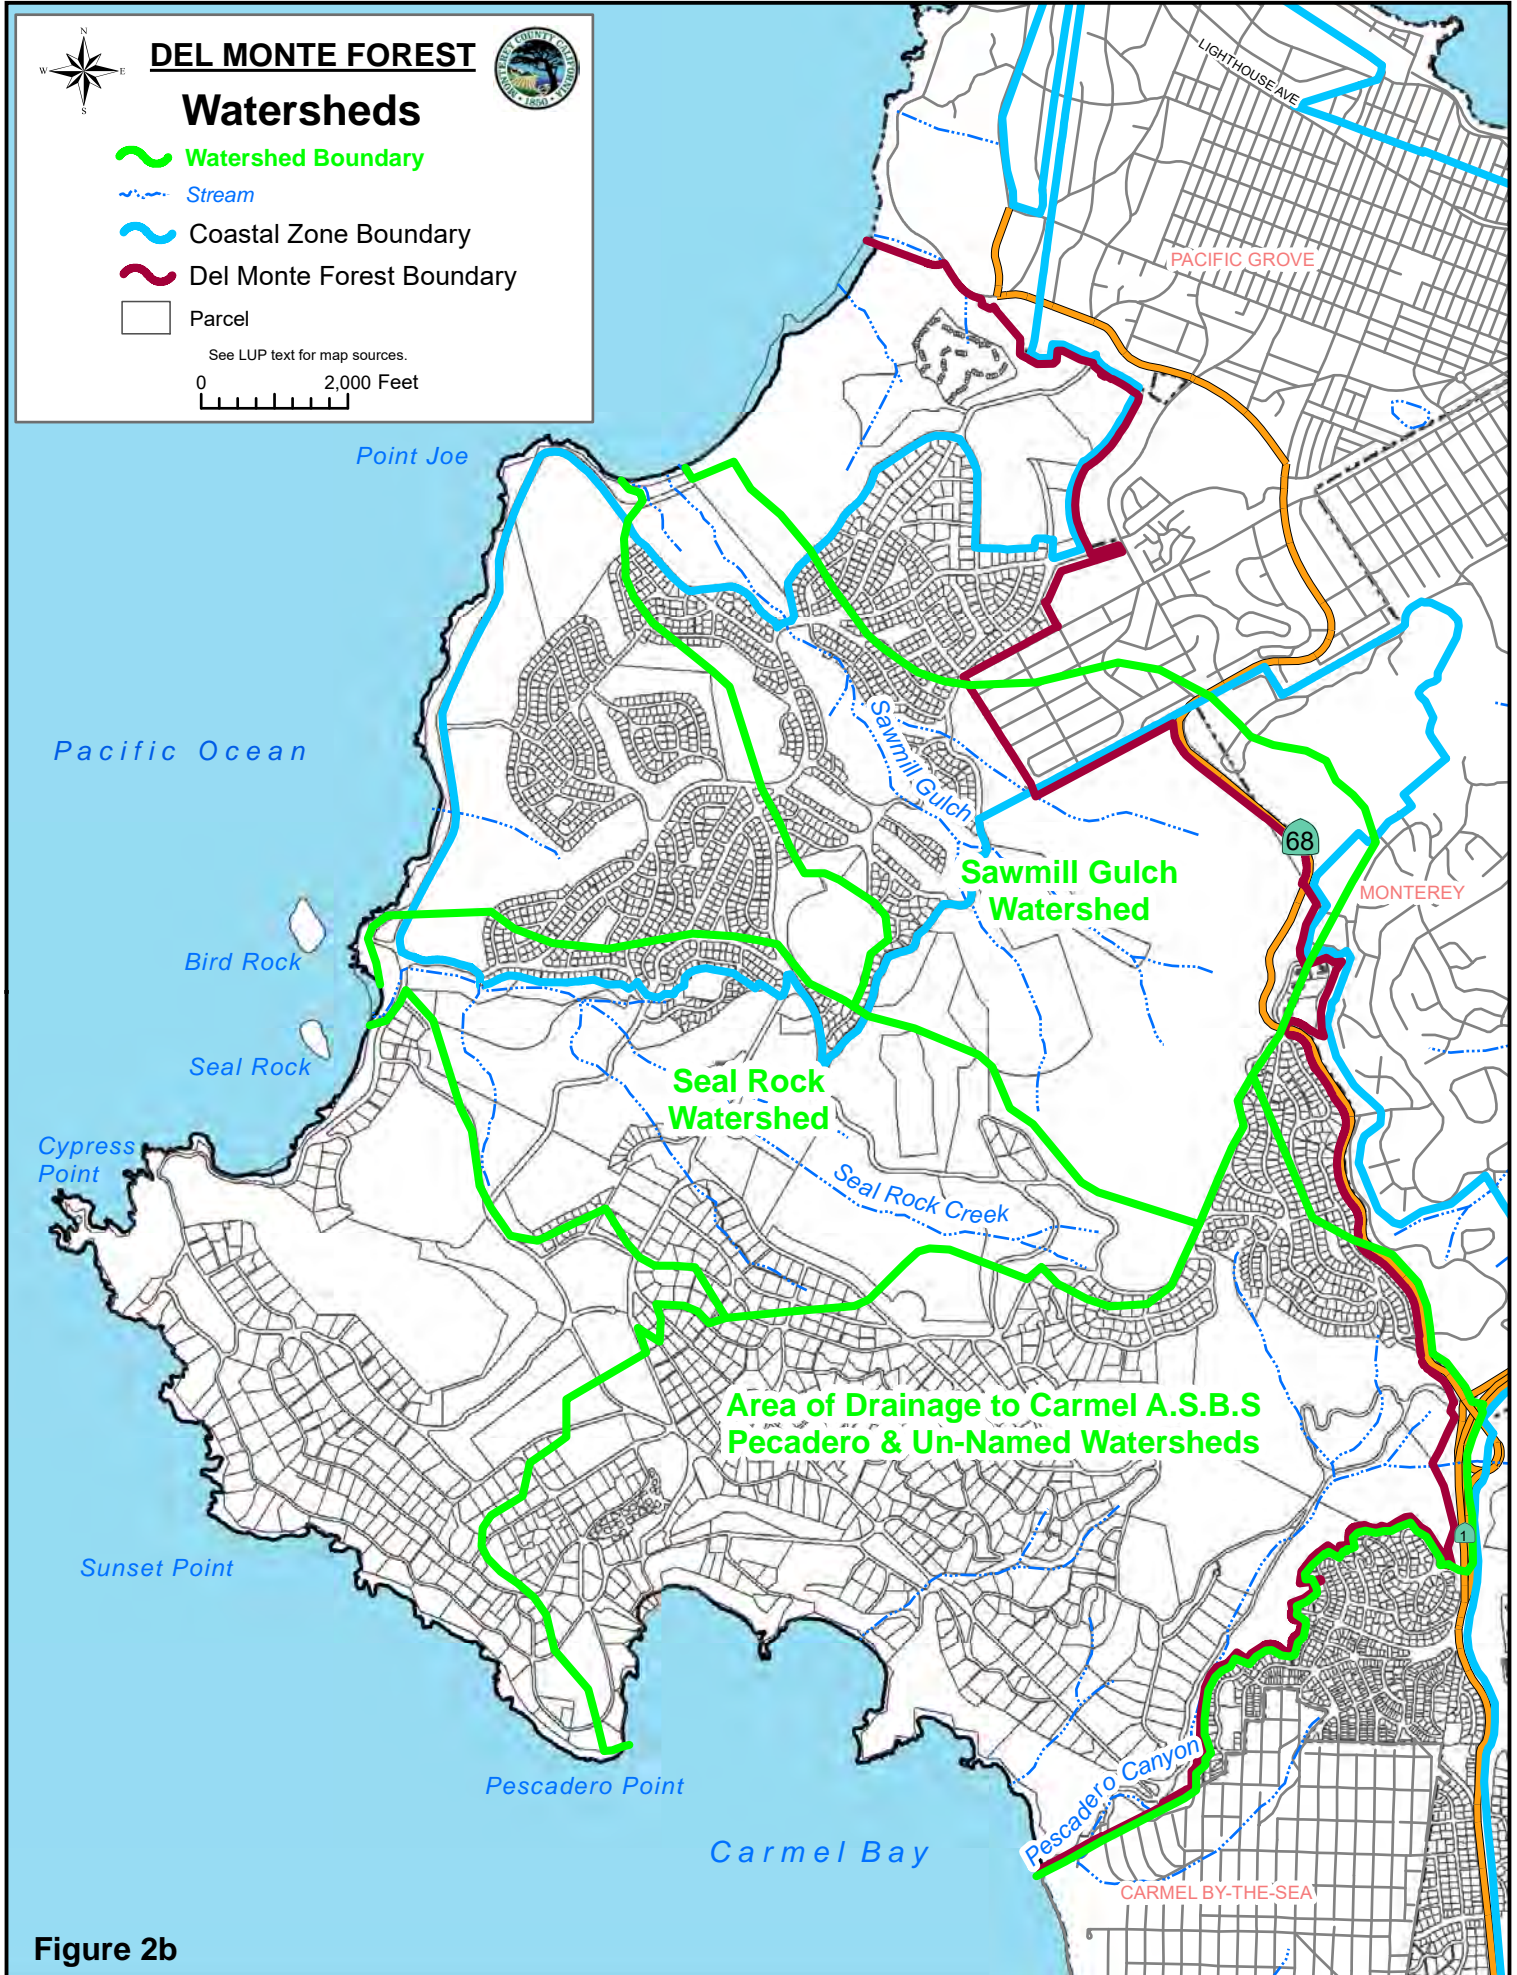 N
W
E
S
DEL MONTE FOREST
MONTEREY COUNTY CALIFORNIA
1850
Watersheds
Watershed Boundary
Stream
Coastal Zone Boundary
Del Monte Forest Boundary
Parcel
See LUP text for map sources.
0 2,000 Feet
LIGHTHOUSE AVE
PACIFIC GROVE
Point Joe
Pacific Ocean
Sawmill Gulch
68
Sawmill Gulch
Watershed
MONTEREY
Bird Rock
Seal Rock
Seal Rock
Watershed
Cypress
Point
Seal Rock Creek
Area of Drainage to Carmel A.S.B.S
Pecadero & Un-Named Watersheds
1
Sunset Point
Pescadero Point
Pescadero Canyon
Carmel Bay
CARMEL BY-THE-SEA
Figure 2b